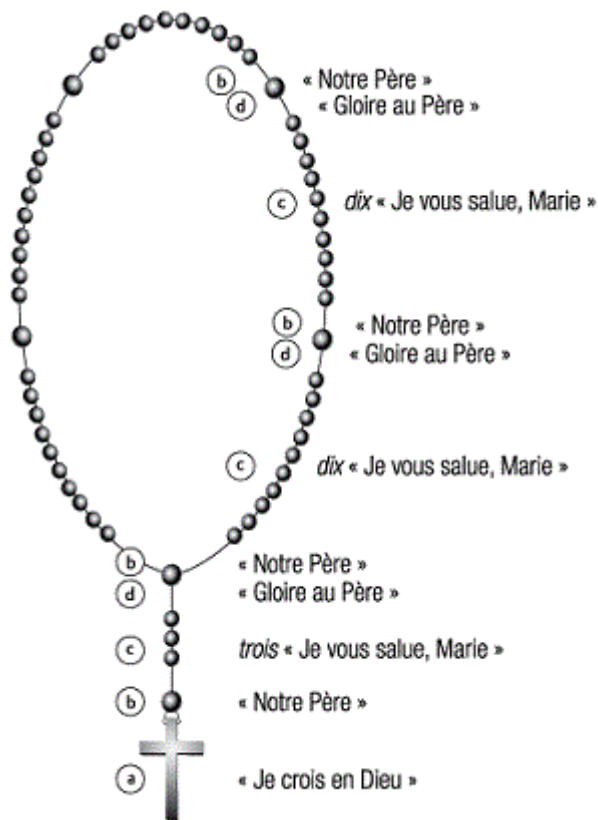 b « Notre Père »
d « Gloire au Père »
c dix « Je vous salue, Marie »
b « Notre Père »
d « Gloire au Père »
c dix « Je vous salue, Marie »
b « Notre Père »
d « Gloire au Père »
c trois « Je vous salue, Marie »
b « Notre Père »
a « Je crois en Dieu »